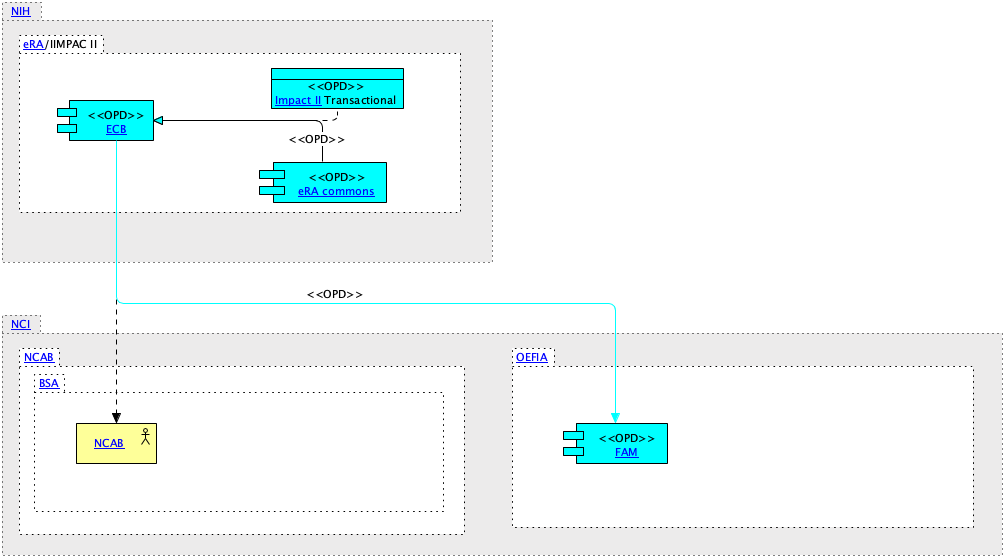 NIH
eRA/IIMPAC II
<<OPD>>
Impact II Transactional
<<OPD>>
ECB
<<OPD>>
<<OPD>>
eRA commons
<<OPD>>
NCI
NCAB
OEFIA
BSA
NCAB
<<OPD>>
FAM